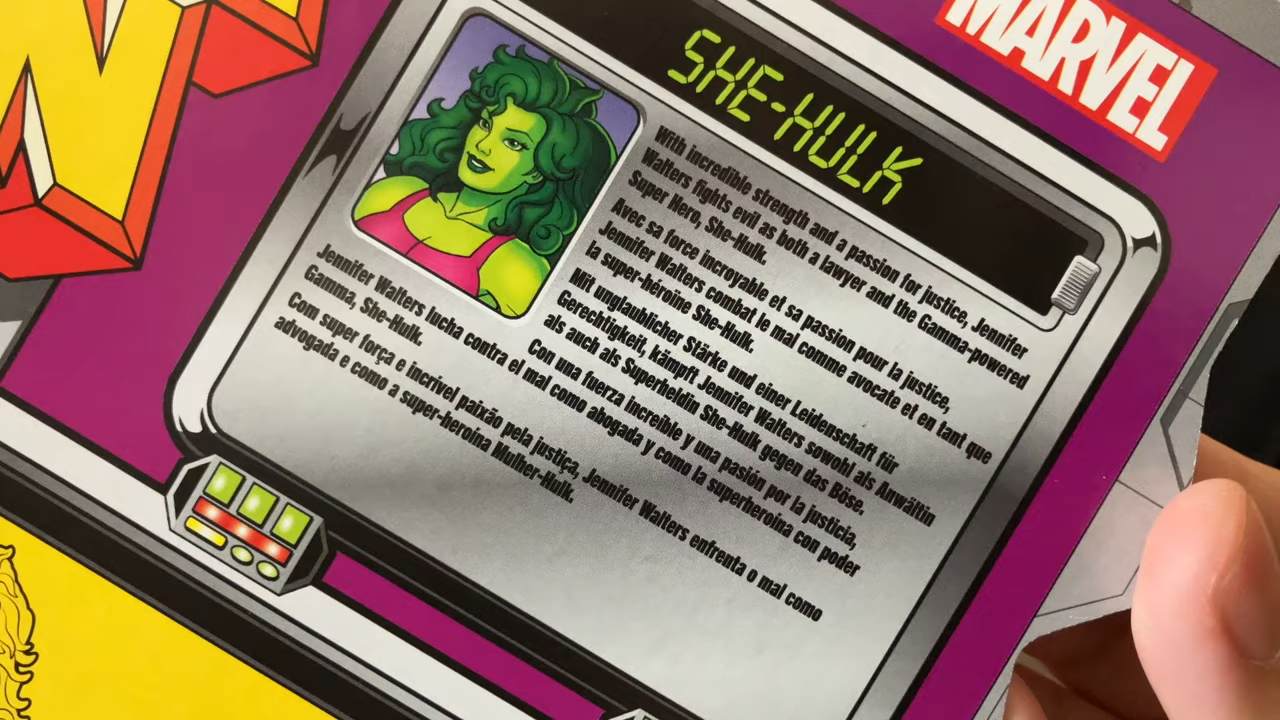 MARVEL
SHE-HULK
With incredible strength and a passion for justice, Jennifer
Walters fights evil as both a lawyer and the Gamma-powered
Super Hero, She-Hulk.
Avec sa force incroyable et sa passion pour la justice,
Jennifer Walters combat le mal comme avocate et en tant que
la super-héroïne She-Hulk.
Mit unglaublicher Stärke und einer Leidenschaft für
Gerechtigkeit, kämpft Jennifer Walters sowohl als Anwältin
als auch als Superheldin She-Hulk gegen das Böse.
Con una fuerza increíble y una pasión por la justicia,
Jennifer Walters lucha contra el mal como abogada y como la superheroína con poder
Gamma, She-Hulk.
Com super força e incrível paixão pela justiça, Jennifer Walters enfrenta o mal como
advogada e como a super-heroína Mulher-Hulk.